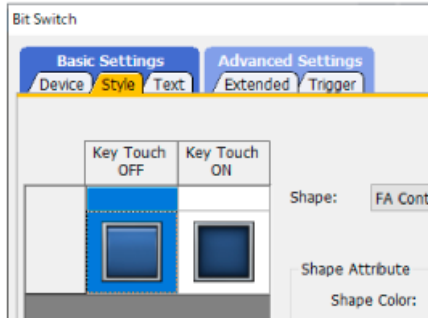 Bit Switch
Basic Settings Advanced Settings
Device Style Text Extended Trigger
Key Touch OFF Key Touch ON
Shape: FA Cont
Shape Attribute
Shape Color: